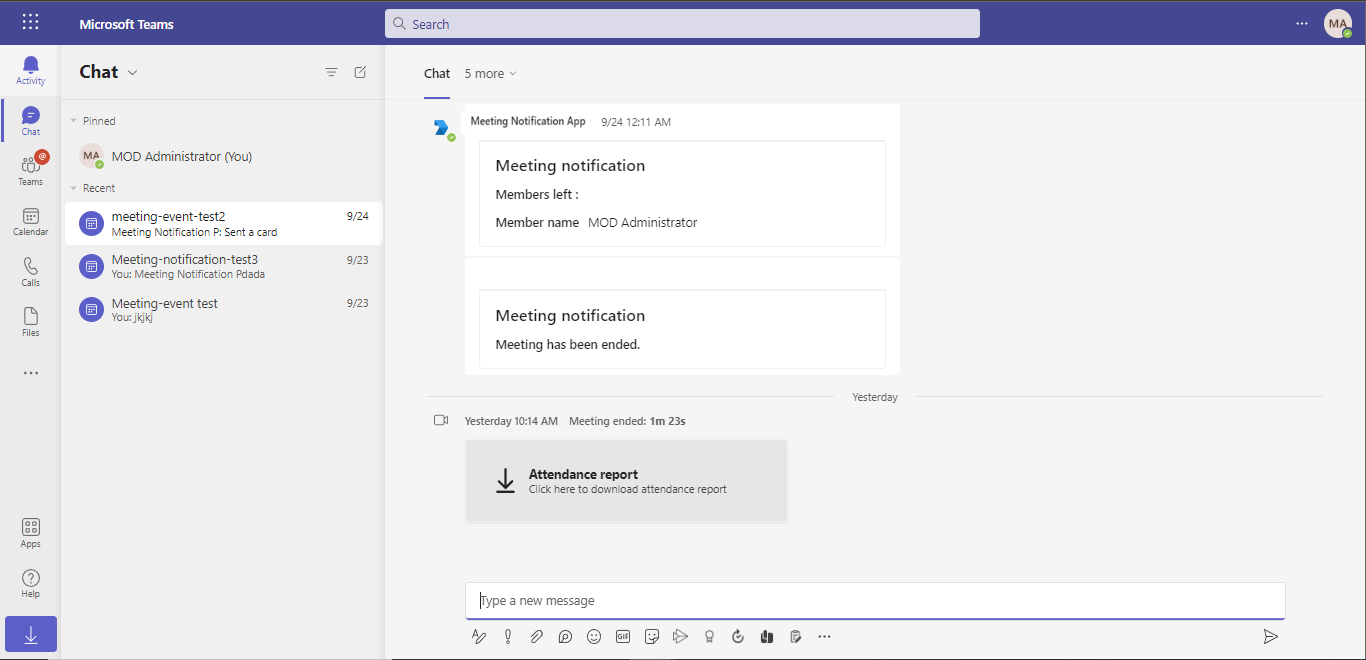 Microsoft Teams
Search
MA
Activity
Chat
@
Teams
Calendar
Calls
Files
Apps
Help
Chat
Pinned
MA
MOD Administrator (You)
Recent
meeting-event-test2 9/24
Meeting Notification P: Sent a card
Meeting-notification-test3 9/23
You: Meeting Notification Pdada
Meeting-event test 9/23
You: jkjkj
Chat 5 more
Meeting Notification App 9/24 12:11 AM
Meeting notification
Members left :
Member name MOD Administrator
Meeting notification
Meeting has been ended.
Yesterday
Yesterday 10:14 AM Meeting ended: 1m 23s
Attendance report
Click here to download attendance report
Type a new message
GIF